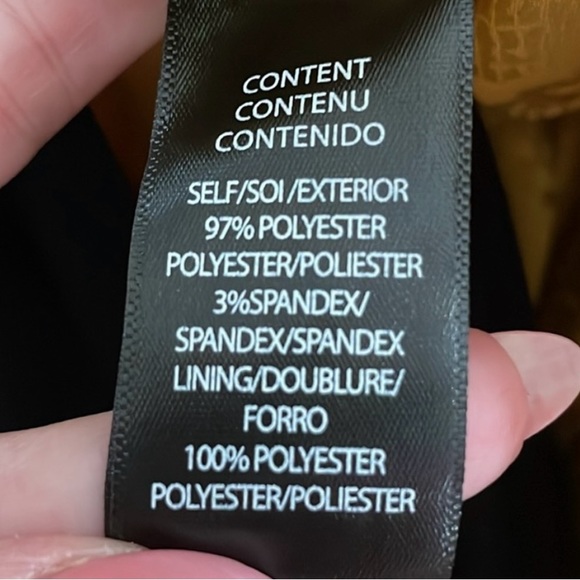 CONTENT
CONTENU
CONTENIDO
SELF/SOI/EXTERIOR
97% POLYESTER
POLYESTER/POLIESTER
3%SPANDEX/
SPANDEX/SPANDEX
LINING/DOUBLURE/
FORRO
100% POLYESTER
POLYESTER/POLIESTER